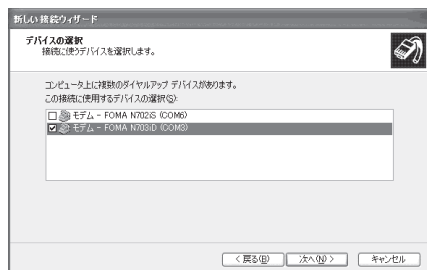 新しい接続ウィザード
デバイスの選択
接続に使うデバイスを選択します。
コンピュータ上に複数のダイヤルアップ デバイスがあります。
この接続に使用するデバイスの選択(S):
モデム - FOMA N702iS (COM6)
モデム - FOMA N703iD (COM3)
< 戻る(B) 次へ(N) > キャンセル